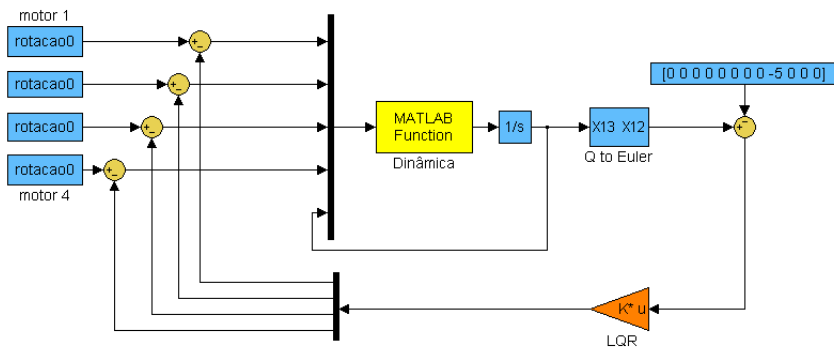 motor 1
rotacao0
rotacao0
rotacao0
rotacao0
motor 4
MATLAB
Function
Dinâmica
1/s
X13 X12
Q to Euler
[0 0 0 0 0 0 0 0 -5 0 0 0]
K* u
LQR